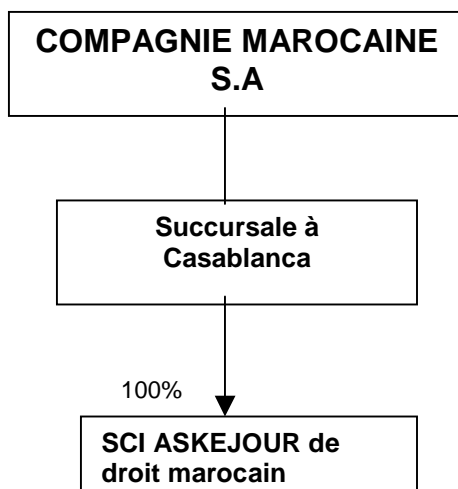 COMPAGNIE MAROCAINE
S.A
Succursale à
Casablanca
100%
SCI ASKEJOUR de
droit marocain